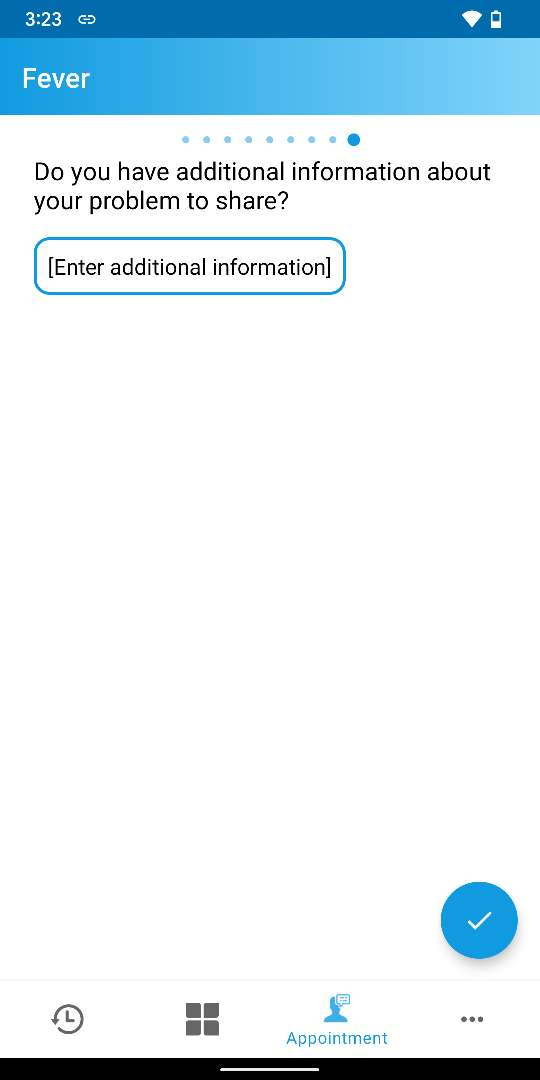 3:23
Fever
Do you have additional information about
your problem to share?
[Enter additional information]
Appointment